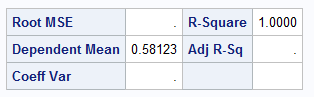 Root MSE . R-Square 1.0000
Dependent Mean 0.58123 Adj R-Sq .
Coeff Var .